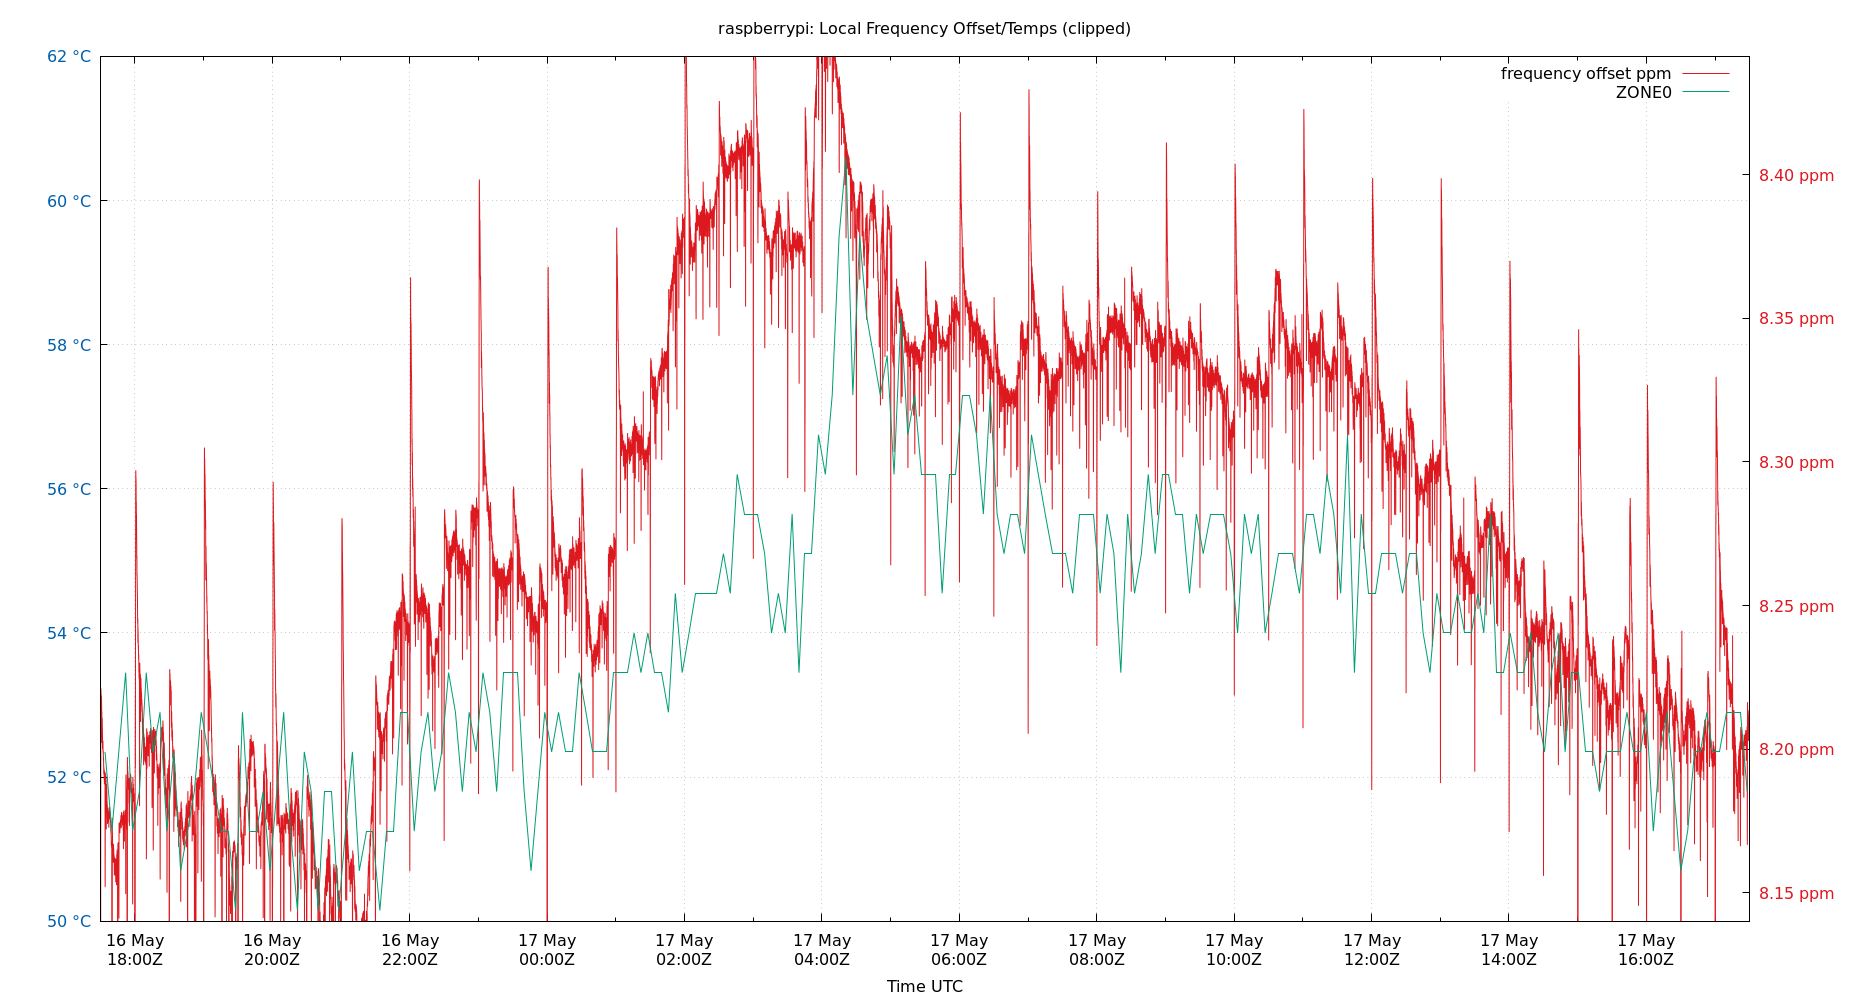 raspberrypi: Local Frequency Offset/Temps (clipped)
frequency offset ppm
ZONE0
62 °C
60 °C
58 °C
56 °C
54 °C
52 °C
50 °C
8.40 ppm
8.35 ppm
8.30 ppm
8.25 ppm
8.20 ppm
8.15 ppm
16 May
18:00Z
16 May
20:00Z
16 May
22:00Z
17 May
00:00Z
17 May
02:00Z
17 May
04:00Z
17 May
06:00Z
17 May
08:00Z
17 May
10:00Z
17 May
12:00Z
17 May
14:00Z
17 May
16:00Z
Time UTC